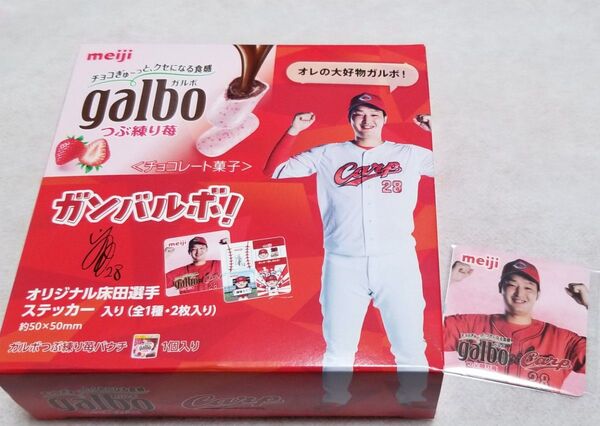 meiji
チョコぎゅーっと、クセになる食感
galbo
ガルボ
つぶ練り苺
<チョコレート菓子>
オレの大好物ガルボ!
Carp
28
ガンバルボ!
28
meiji
galbo
オリジナル床田選手
ステッカー 入り(全1種・2枚入り)
約50×50mm
ガルボつぶ練り苺パウチ 1個入り
galbo
Carp
meiji
galbo
Carp
28